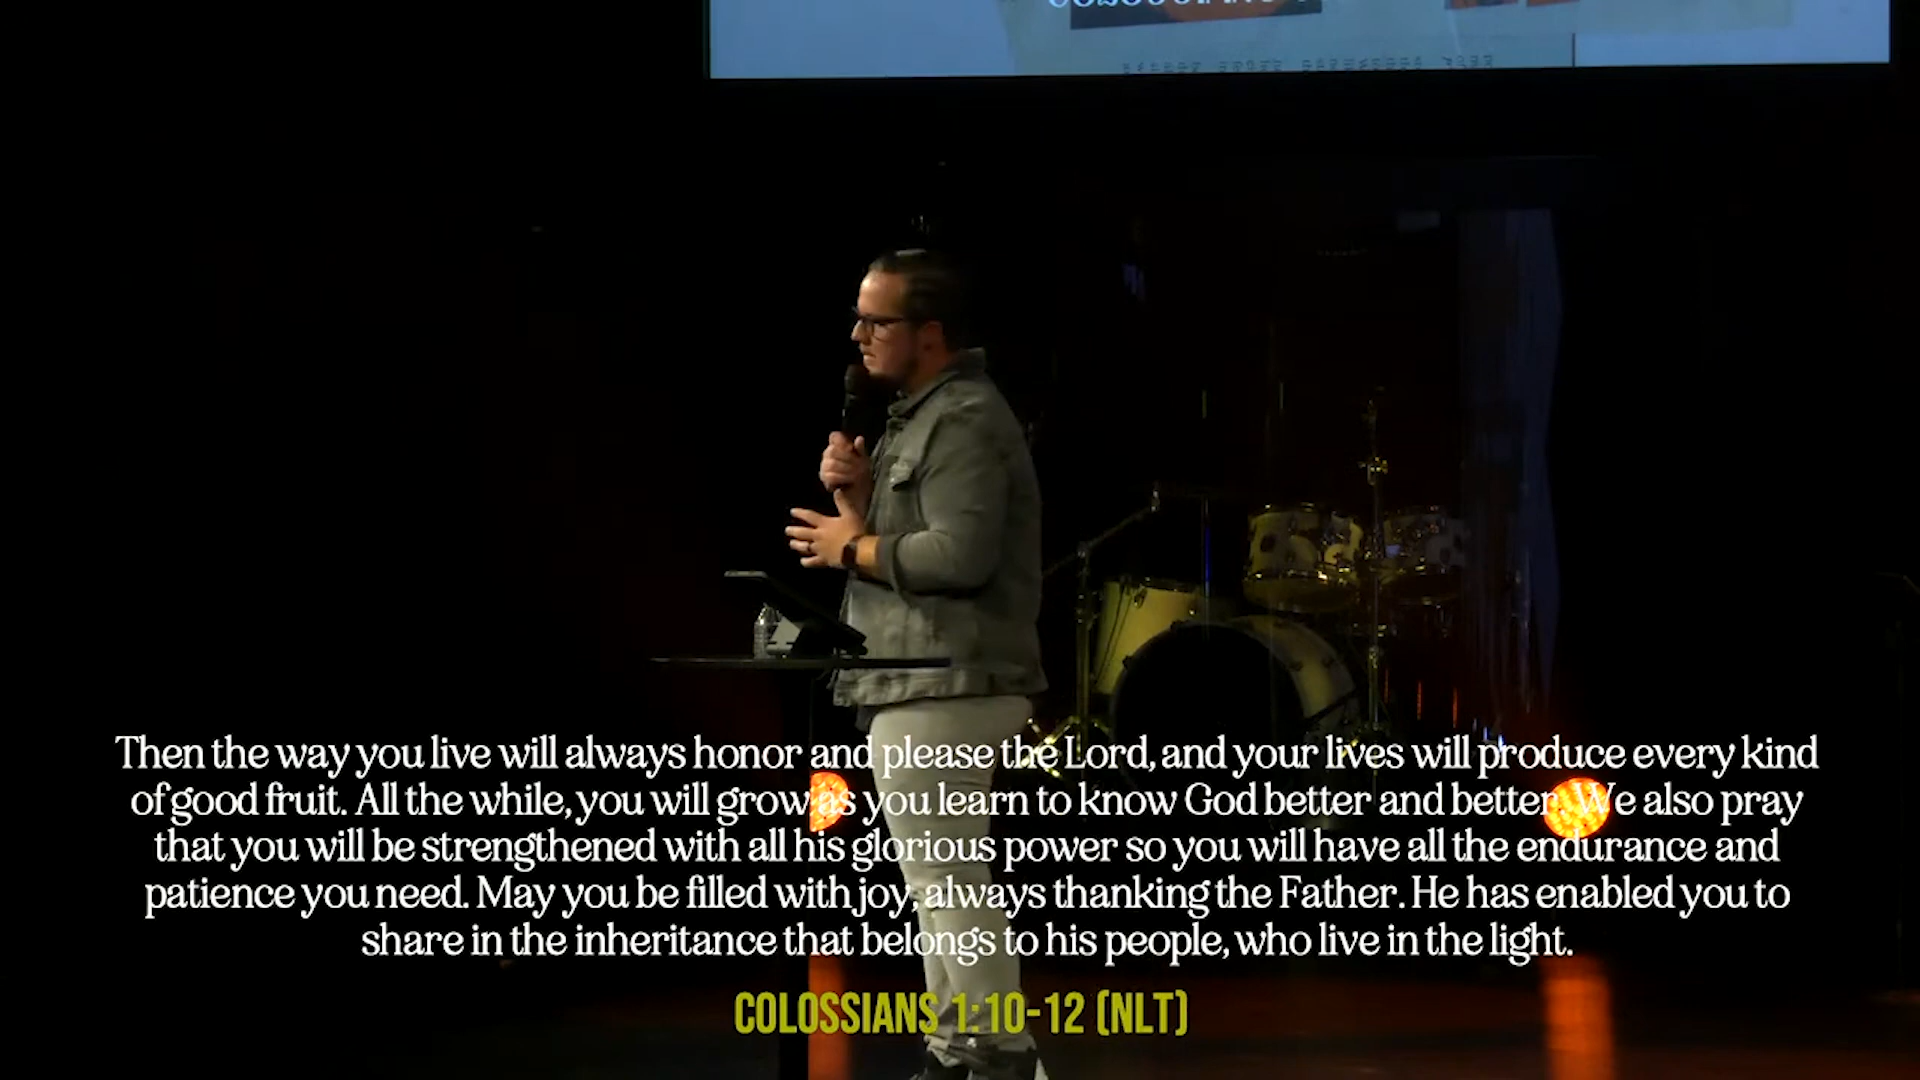 Then the way you live will always honor and please the Lord, and your lives will produce every kind
of good fruit. All the while, you will grow as you learn to know God better and better. We also pray
that you will be strengthened with all his glorious power so you will have all the endurance and
patience you need. May you be filled with joy, always thanking the Father. He has enabled you to
share in the inheritance that belongs to his people, who live in the light.
COLOSSIANS 1:10-12 (NLT)